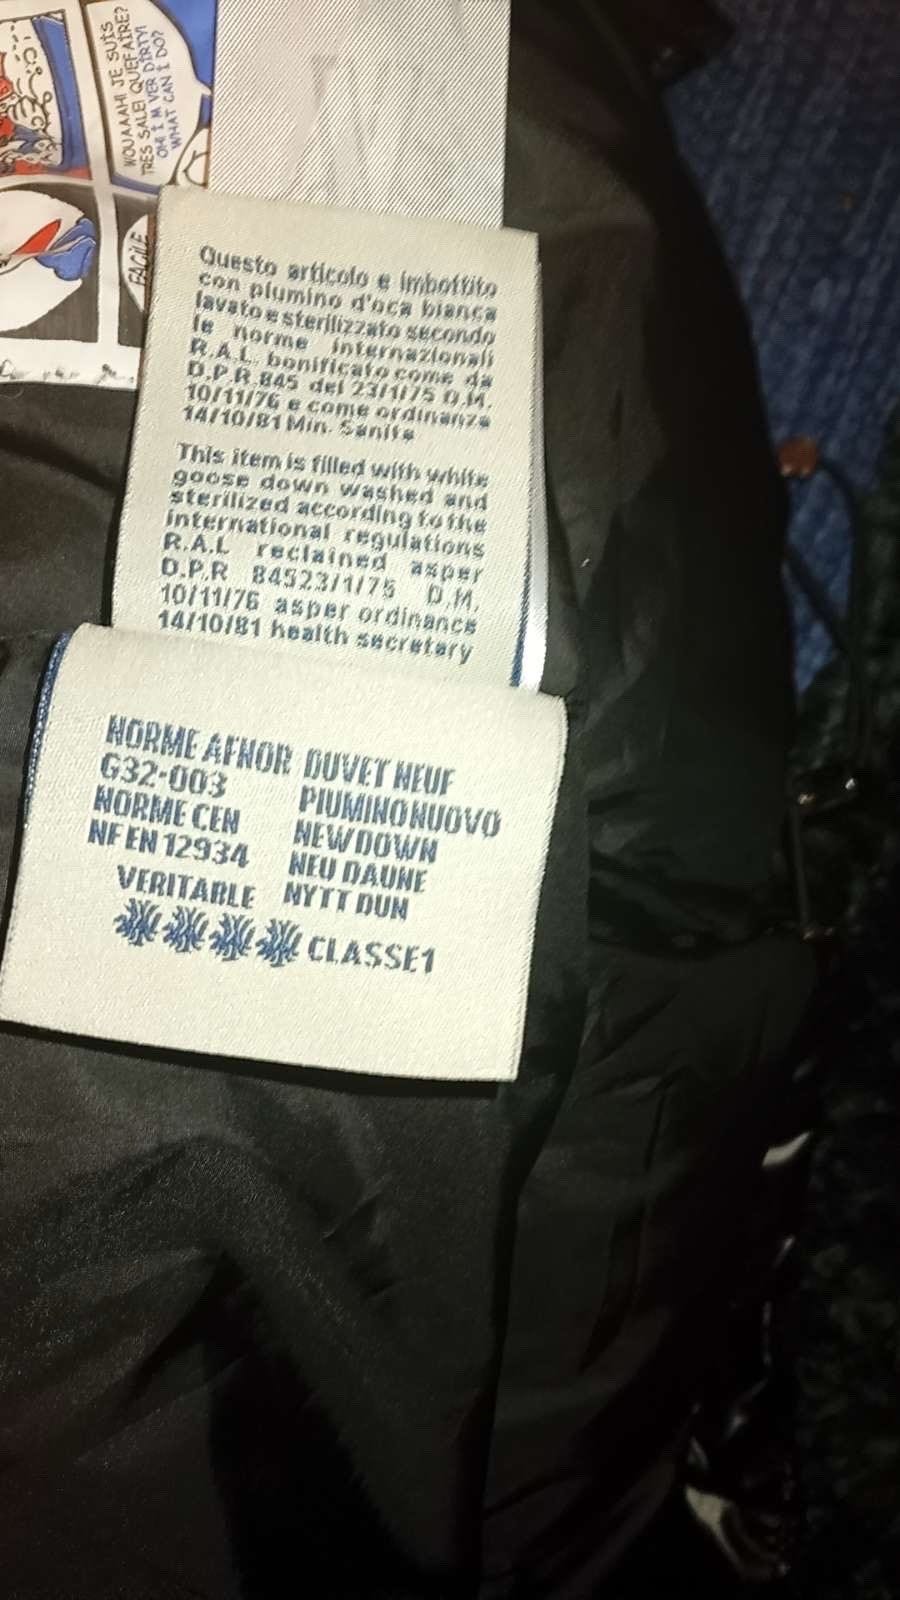 WOUAAAH! JE SUIS
TRES SALE! QUE FAIRE?
OH! I M VER DIRTY!
WHAT CAN I DO?
FACILE
Questo articolo e imbottito
con piumino d'oca bianca
lavato e sterilizzato secondo
le norme internazionali
R.A.L. bonificato come da
D.P.R.845 del 23/1/75 D.M.
10/11/76 e come ordinanza
14/10/81 Min. Sanita
This item is filled with white
goose down washed and
sterilized according to the
international regulations
R.A.L reclained asper
D.P.R 84523/1/75 D.M.
10/11/76 asper ordinance
14/10/81 health secretary
NORME AFNOR
G32-003
NORME CEN
NF EN 12934
VERITABLE
DUVET NEUF
PIUMINO NUOVO
NEW DOWN
NEU DAUNE
NYTT DUN
CLASSE1